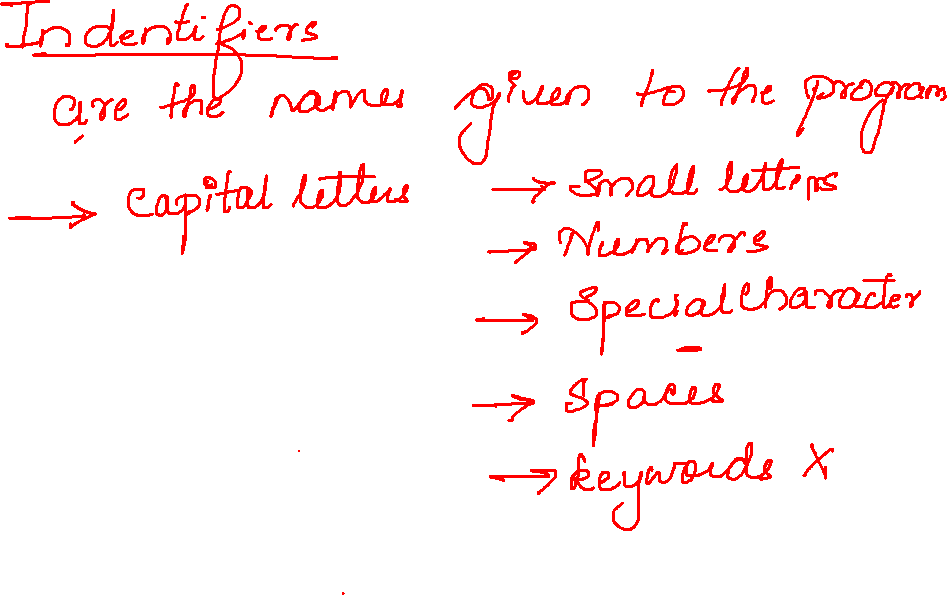 Indentifiers
are the names given to the program
→ Capital letters → Small letters
→ Numbers
→ Special Character
_
→ Spaces
→ keywords X